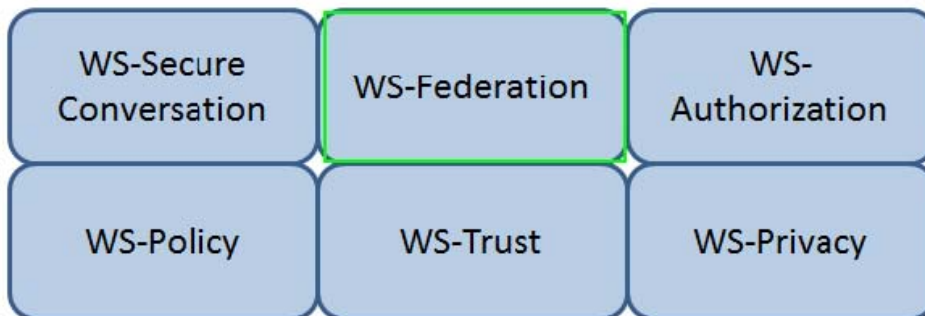 WS-Secure
Conversation
WS-Federation
WS-
Authorization
WS-Policy
WS-Trust
WS-Privacy